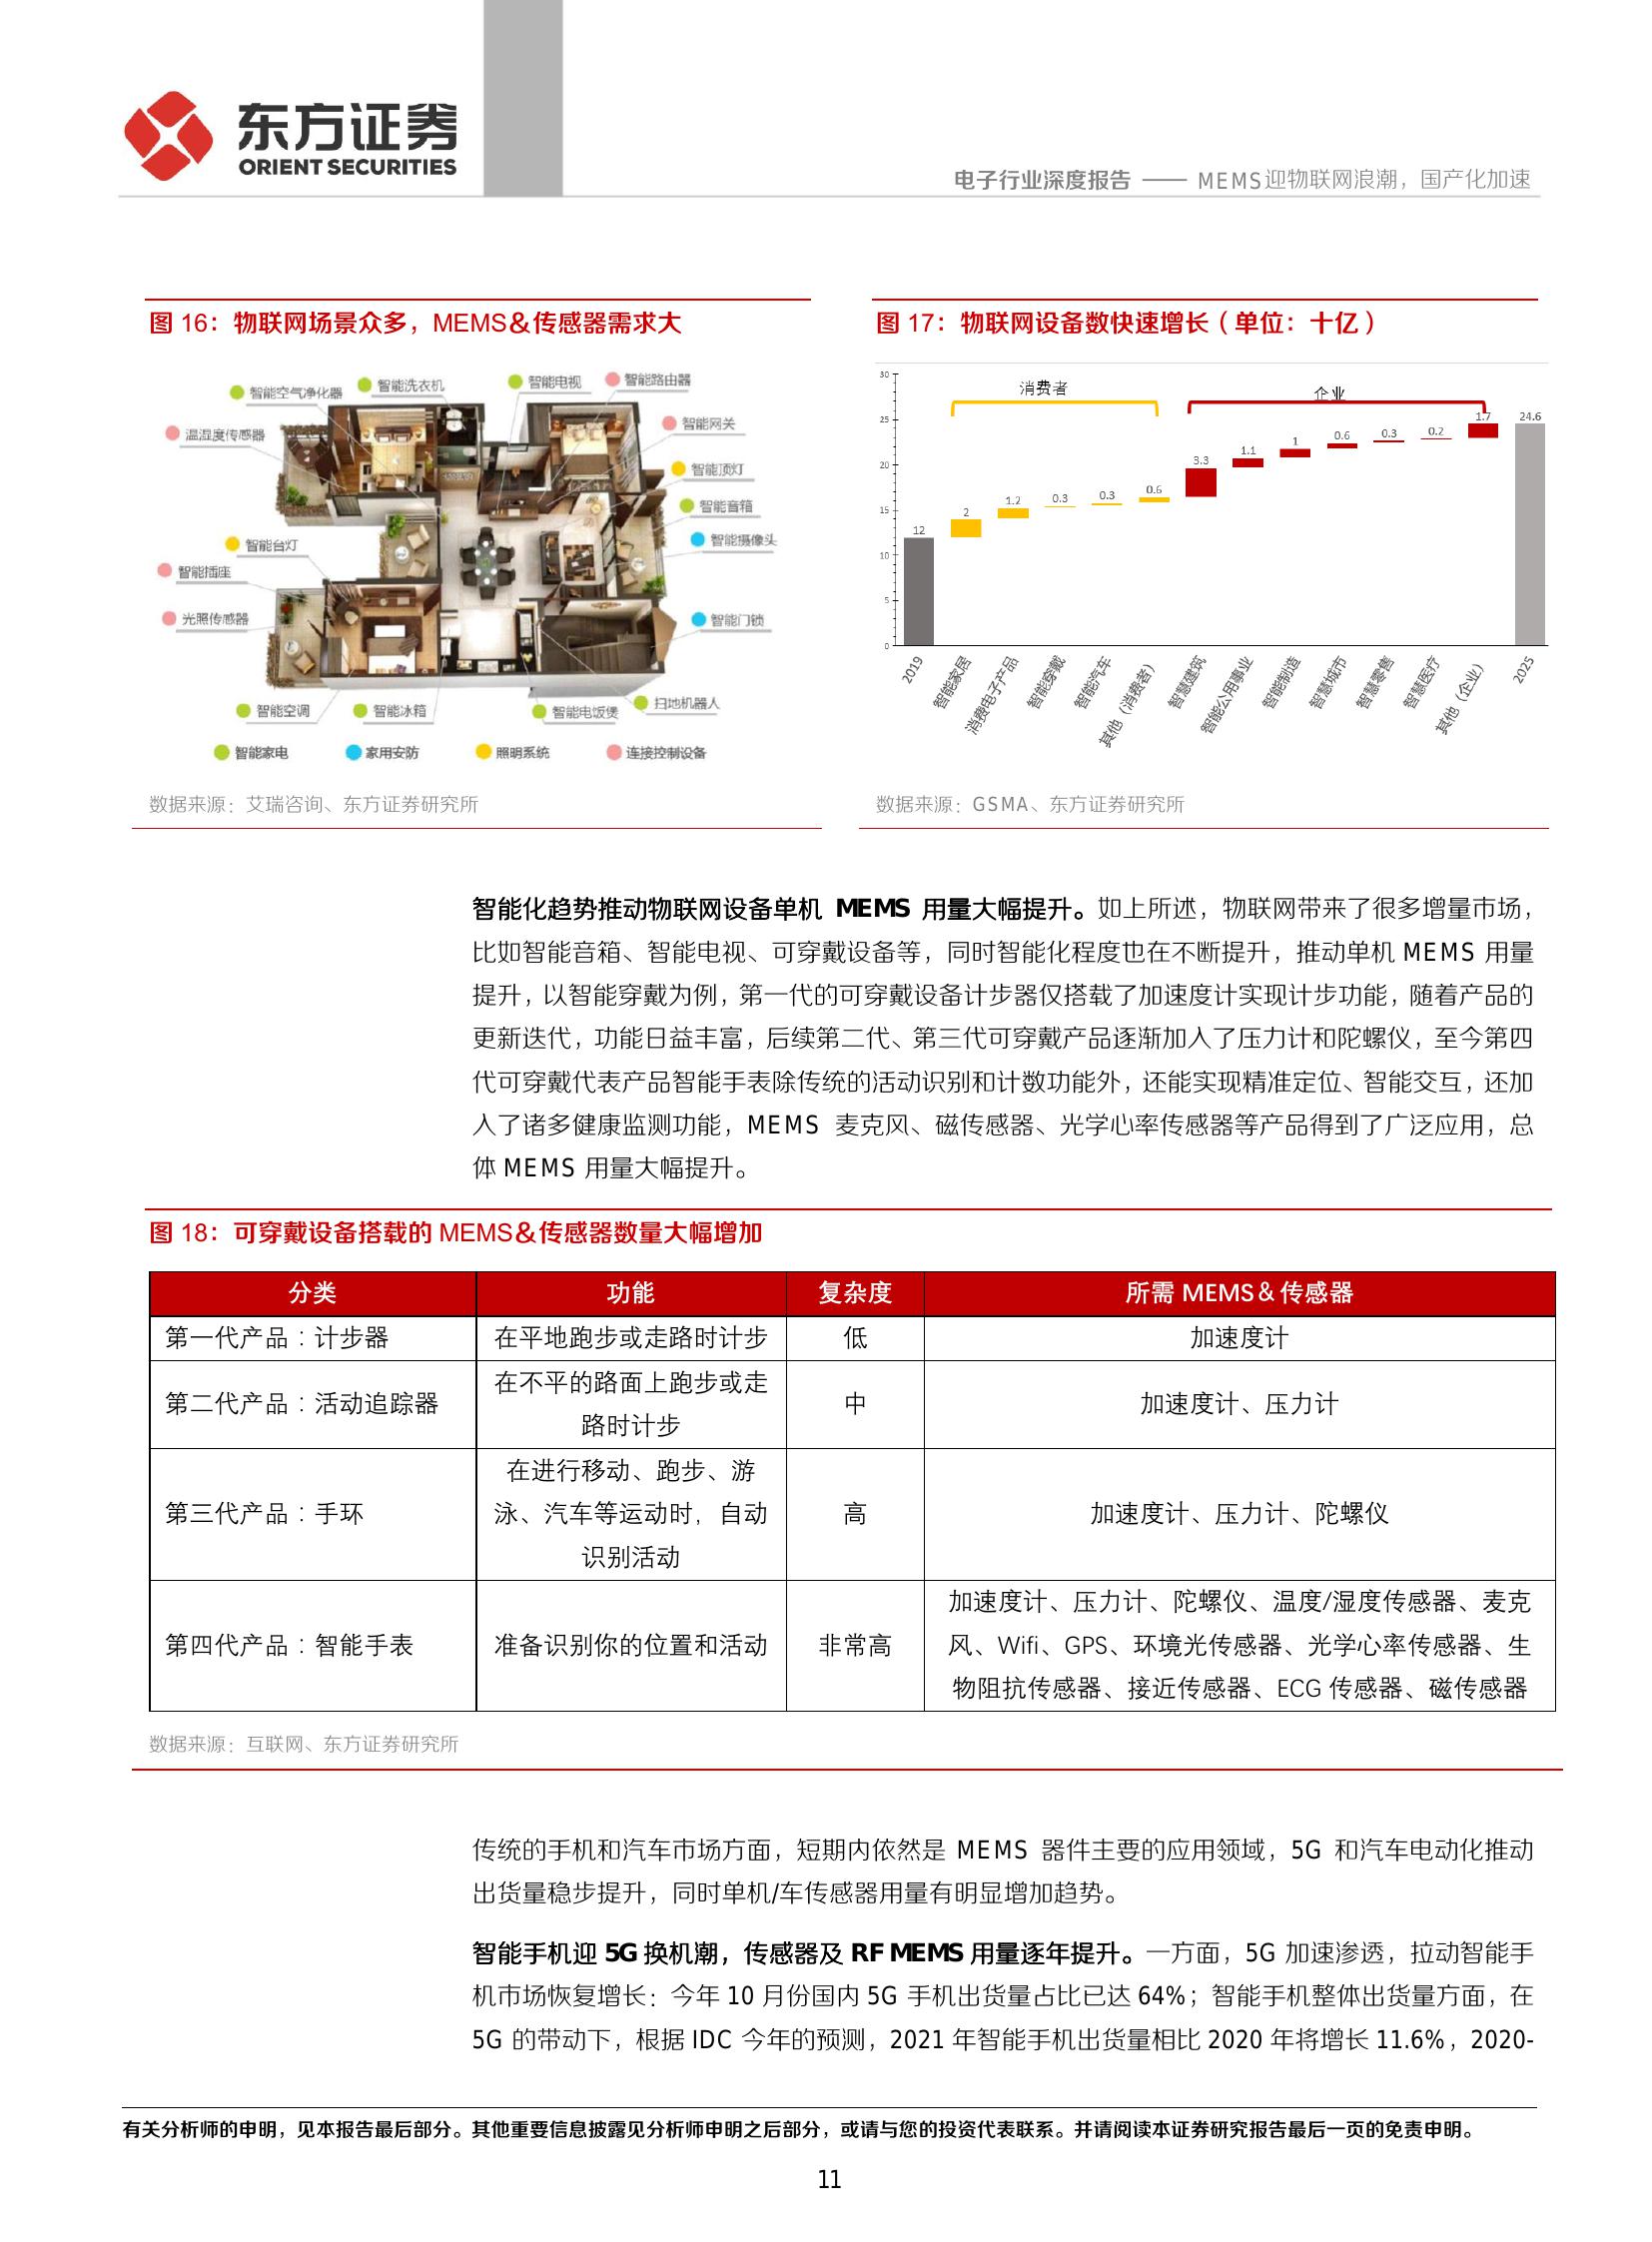 东方证券
ORIENT SECURITIES
电子行业深度报告 —— MEMS迎物联网浪潮，国产化加速
图 16：物联网场景众多，MEMS&传感器需求大
智能空气净化器
智能洗衣机
智能电视
智能路由器
温湿度传感器
智能网关
智能顶灯
智能音箱
智能台灯
智能摄像头
智能插座
光照传感器
智能门锁
智能空调
智能冰箱
智能电饭煲
扫地机器人
智能家电
家用安防
照明系统
连接控制设备
数据来源：艾瑞咨询、东方证券研究所
图 17：物联网设备数快速增长（单位：十亿）
30
25
20
15
10
5
0
消费者
企业
12
2
1.2
0.3
0.3
0.6
3.3
1.1
1
0.6
0.3
0.2
1.7
24.6
2019
智能家居
消费电子产品
智能穿戴
智能汽车
其他（消费者）
智慧建筑
智能公用事业
智能制造
智慧城市
智慧零售
智慧医疗
其他（企业）
2025
数据来源：GSMA、东方证券研究所
智能化趋势推动物联网设备单机 MEMS 用量大幅提升。如上所述，物联网带来了很多增量市场，
比如智能音箱、智能电视、可穿戴设备等，同时智能化程度也在不断提升，推动单机 MEMS 用量
提升，以智能穿戴为例，第一代的可穿戴设备计步器仅搭载了加速度计实现计步功能，随着产品的
更新迭代，功能日益丰富，后续第二代、第三代可穿戴产品逐渐加入了压力计和陀螺仪，至今第四
代可穿戴代表产品智能手表除传统的活动识别和计数功能外，还能实现精准定位、智能交互，还加
入了诸多健康监测功能，MEMS 麦克风、磁传感器、光学心率传感器等产品得到了广泛应用，总
体 MEMS 用量大幅提升。
图 18：可穿戴设备搭载的 MEMS&传感器数量大幅增加
分类 功能 复杂度 所需 MEMS&传感器
第一代产品：计步器 在平地跑步或走路时计步 低 加速度计
第二代产品：活动追踪器 在不平的路面上跑步或走
路时计步 中 加速度计、压力计
第三代产品：手环 在进行移动、跑步、游
泳、汽车等运动时，自动
识别活动 高 加速度计、压力计、陀螺仪
第四代产品：智能手表 准备识别你的位置和活动 非常高 加速度计、压力计、陀螺仪、温度/湿度传感器、麦克
风、Wifi、GPS、环境光传感器、光学心率传感器、生
物阻抗传感器、接近传感器、ECG 传感器、磁传感器
数据来源：互联网、东方证券研究所
传统的手机和汽车市场方面，短期内依然是 MEMS 器件主要的应用领域，5G 和汽车电动化推动
出货量稳步提升，同时单机/车传感器用量有明显增加趋势。
智能手机迎 5G 换机潮，传感器及 RF MEMS 用量逐年提升。一方面，5G 加速渗透，拉动智能手
机市场恢复增长：今年 10 月份国内 5G 手机出货量占比已达 64%；智能手机整体出货量方面，在
5G 的带动下，根据 IDC 今年的预测，2021 年智能手机出货量相比 2020 年将增长 11.6%，2020-
有关分析师的申明，见本报告最后部分。其他重要信息披露见分析师申明之后部分，或请与您的投资代表联系。并请阅读本证券研究报告最后一页的免责申明。
11